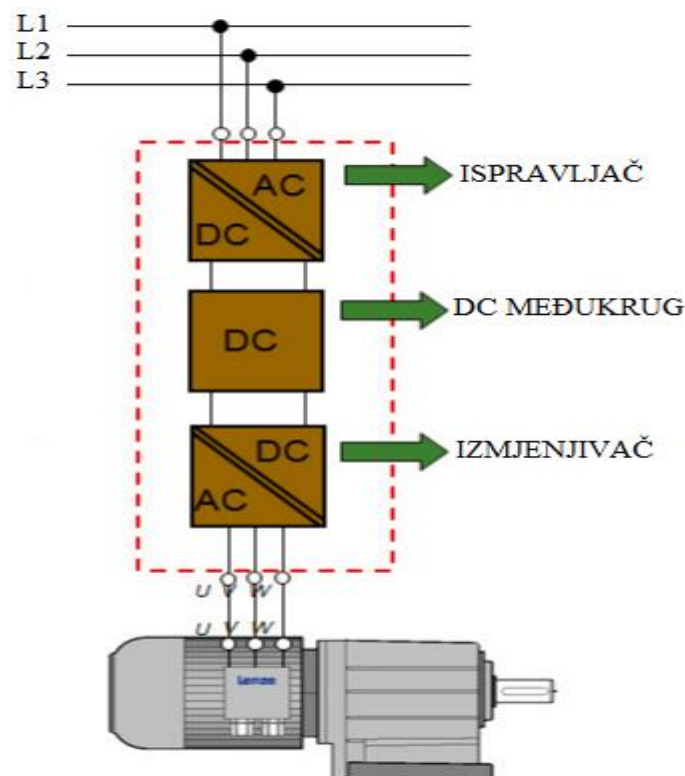 L1
L2
L3
AC
DC
ISPRAVLJAČ
DC
DC MEĐUKRUG
DC
AC
IZMJENJIVAČ
U V W
U V W
Lenze